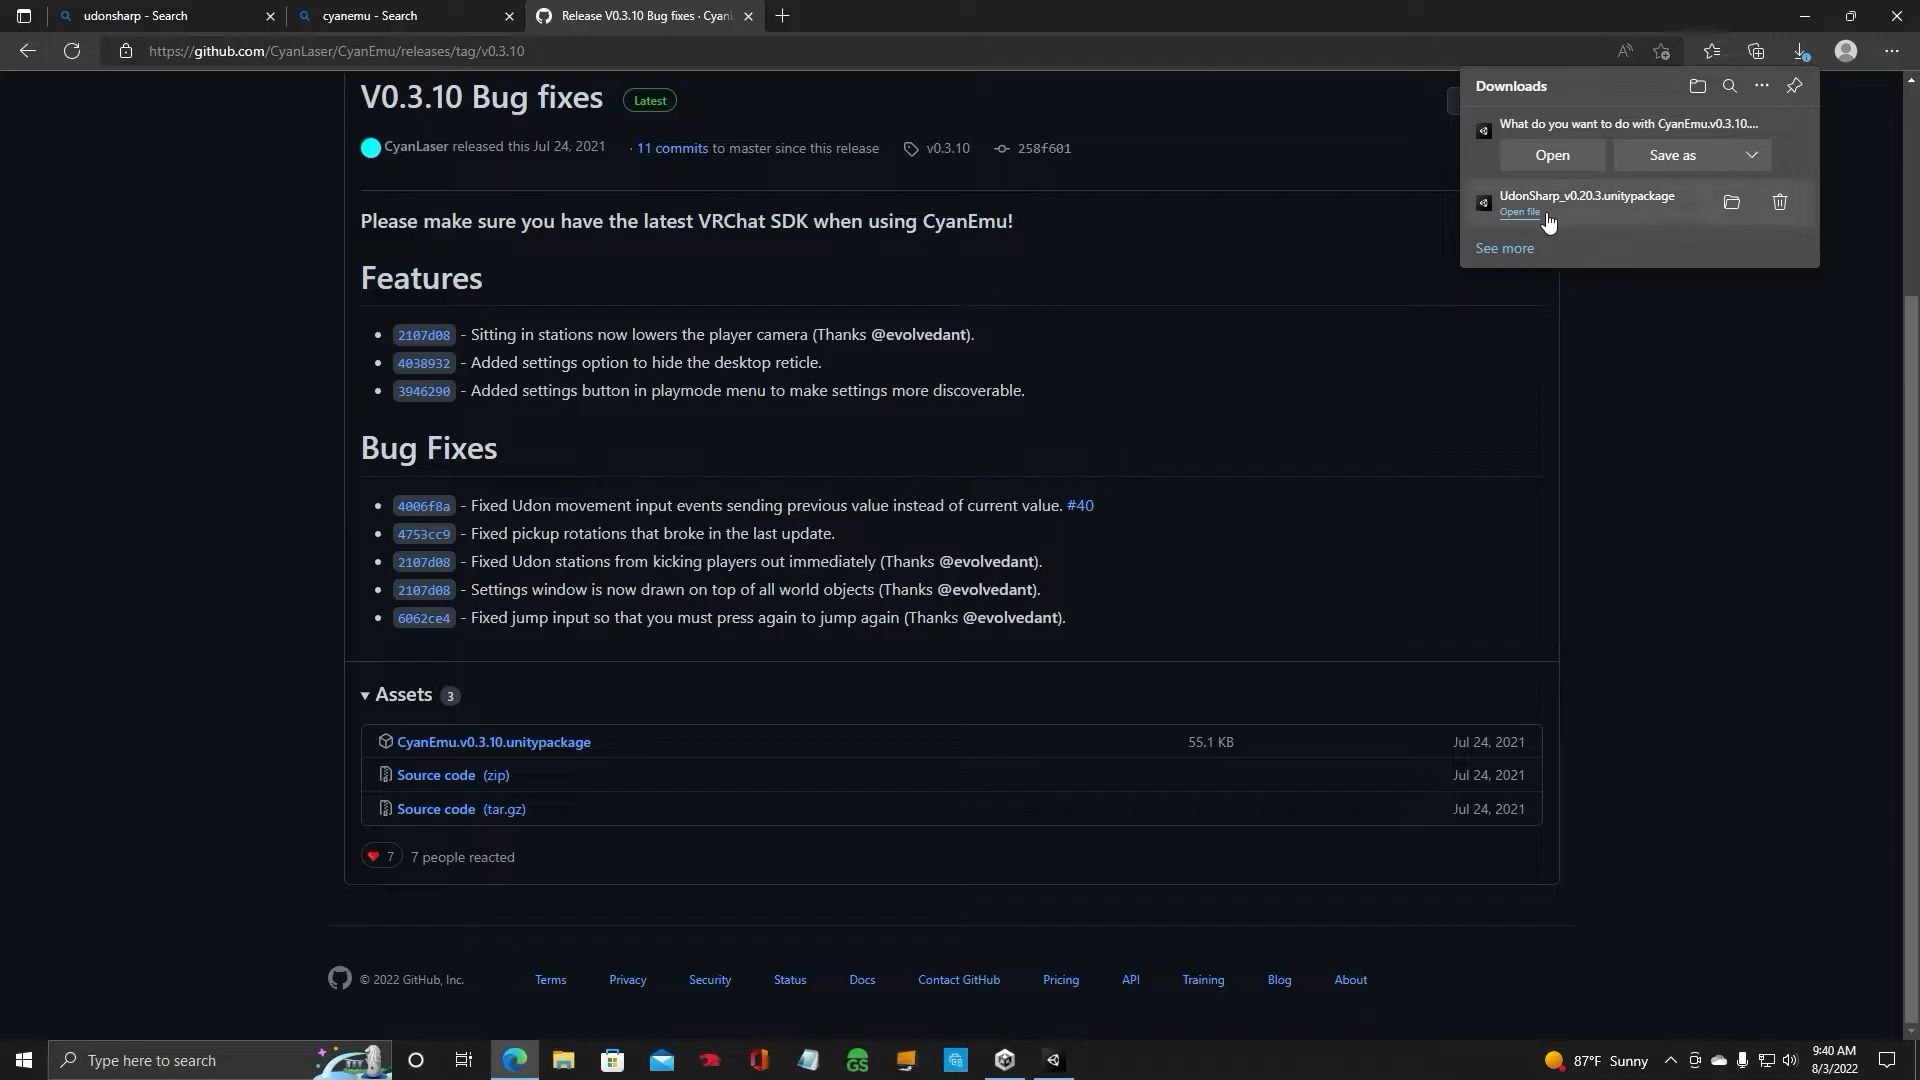 udonsharp - Search
cyanemu - Search
Release V0.3.10 Bug fixes · Cyan
https://github.com/CyanLaser/CyanEmu/releases/tag/v0.3.10
Downloads
What do you want to do with CyanEmu.v0.3.10....
Open
Save as
UdonSharp_v0.20.3.unitypackage
Open file
See more
V0.3.10 Bug fixes Latest
CyanLaser released this Jul 24, 2021 · 11 commits to master since this release v0.3.10 258f601
Please make sure you have the latest VRChat SDK when using CyanEmu!
Features
2107d08 - Sitting in stations now lowers the player camera (Thanks @evolvedant).
4038932 - Added settings option to hide the desktop reticle.
3946290 - Added settings button in playmode menu to make settings more discoverable.
Bug Fixes
4006f8a - Fixed Udon movement input events sending previous value instead of current value. #40
4753cc9 - Fixed pickup rotations that broke in the last update.
2107d08 - Fixed Udon stations from kicking players out immediately (Thanks @evolvedant).
2107d08 - Settings window is now drawn on top of all world objects (Thanks @evolvedant).
6062ce4 - Fixed jump input so that you must press again to jump again (Thanks @evolvedant).
Assets 3
CyanEmu.v0.3.10.unitypackage 55.1 KB Jul 24, 2021
Source code (zip) Jul 24, 2021
Source code (tar.gz) Jul 24, 2021
7 7 people reacted
© 2022 GitHub, Inc. Terms Privacy Security Status Docs Contact GitHub Pricing API Training Blog About
Type here to search
GS
87°F Sunny
9:40 AM
8/3/2022